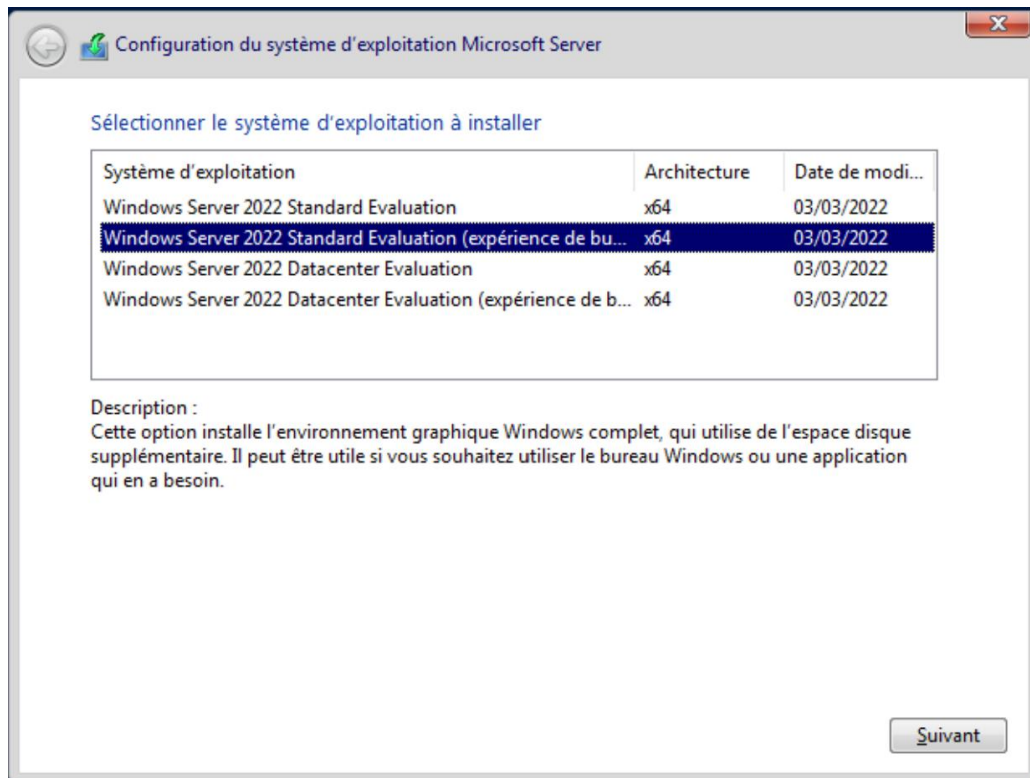 Configuration du système d'exploitation Microsoft Server
Sélectionner le système d'exploitation à installer
Système d'exploitation Architecture Date de modi...
Windows Server 2022 Standard Evaluation x64 03/03/2022
Windows Server 2022 Standard Evaluation (expérience de bu... x64 03/03/2022
Windows Server 2022 Datacenter Evaluation x64 03/03/2022
Windows Server 2022 Datacenter Evaluation (expérience de b... x64 03/03/2022
Description :
Cette option installe l'environnement graphique Windows complet, qui utilise de l'espace disque
supplémentaire. Il peut être utile si vous souhaitez utiliser le bureau Windows ou une application
qui en a besoin.
Suivant